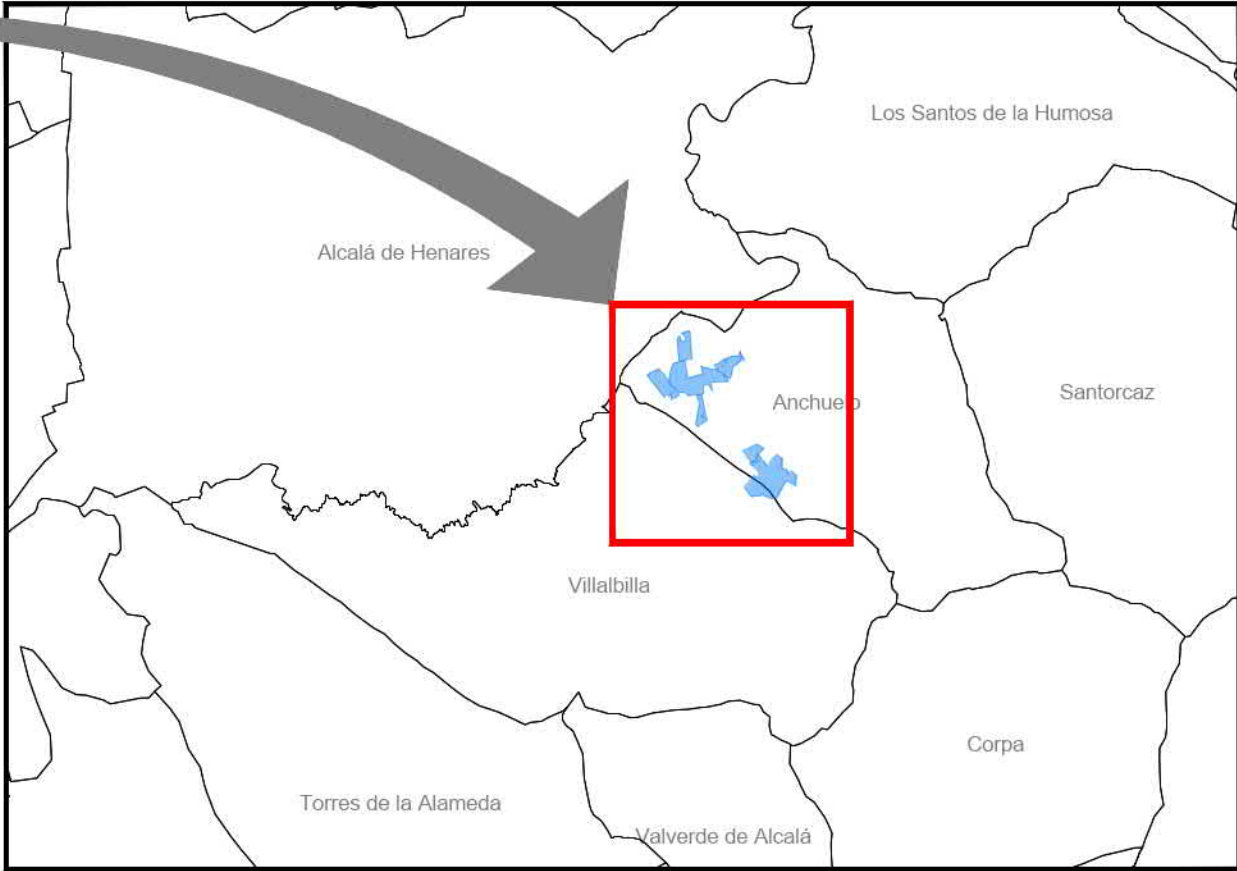 Los Santos de la Humosa
Alcalá de Henares
Santorcaz
Anchuelo
Villalbilla
Corpa
Torres de la Alameda
Valverde de Alcalá